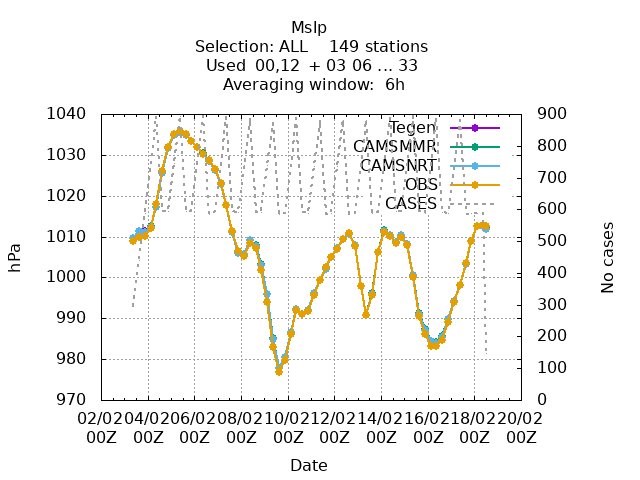 Mslp
Selection: ALL 149 stations
Used 00,12 + 03 06 ... 33
Averaging window: 6h
1040
1030
1020
1010
1000
990
980
970
hPa
900
800
700
600
500
400
300
200
100
0
No cases
Tegen
CAMSMMR
CAMSNRT
OBS
CASES
02/02 04/02 06/02 08/02 10/02 12/02 14/02 16/02 18/02 20/02
00Z 00Z 00Z 00Z 00Z 00Z 00Z 00Z 00Z 00Z
Date